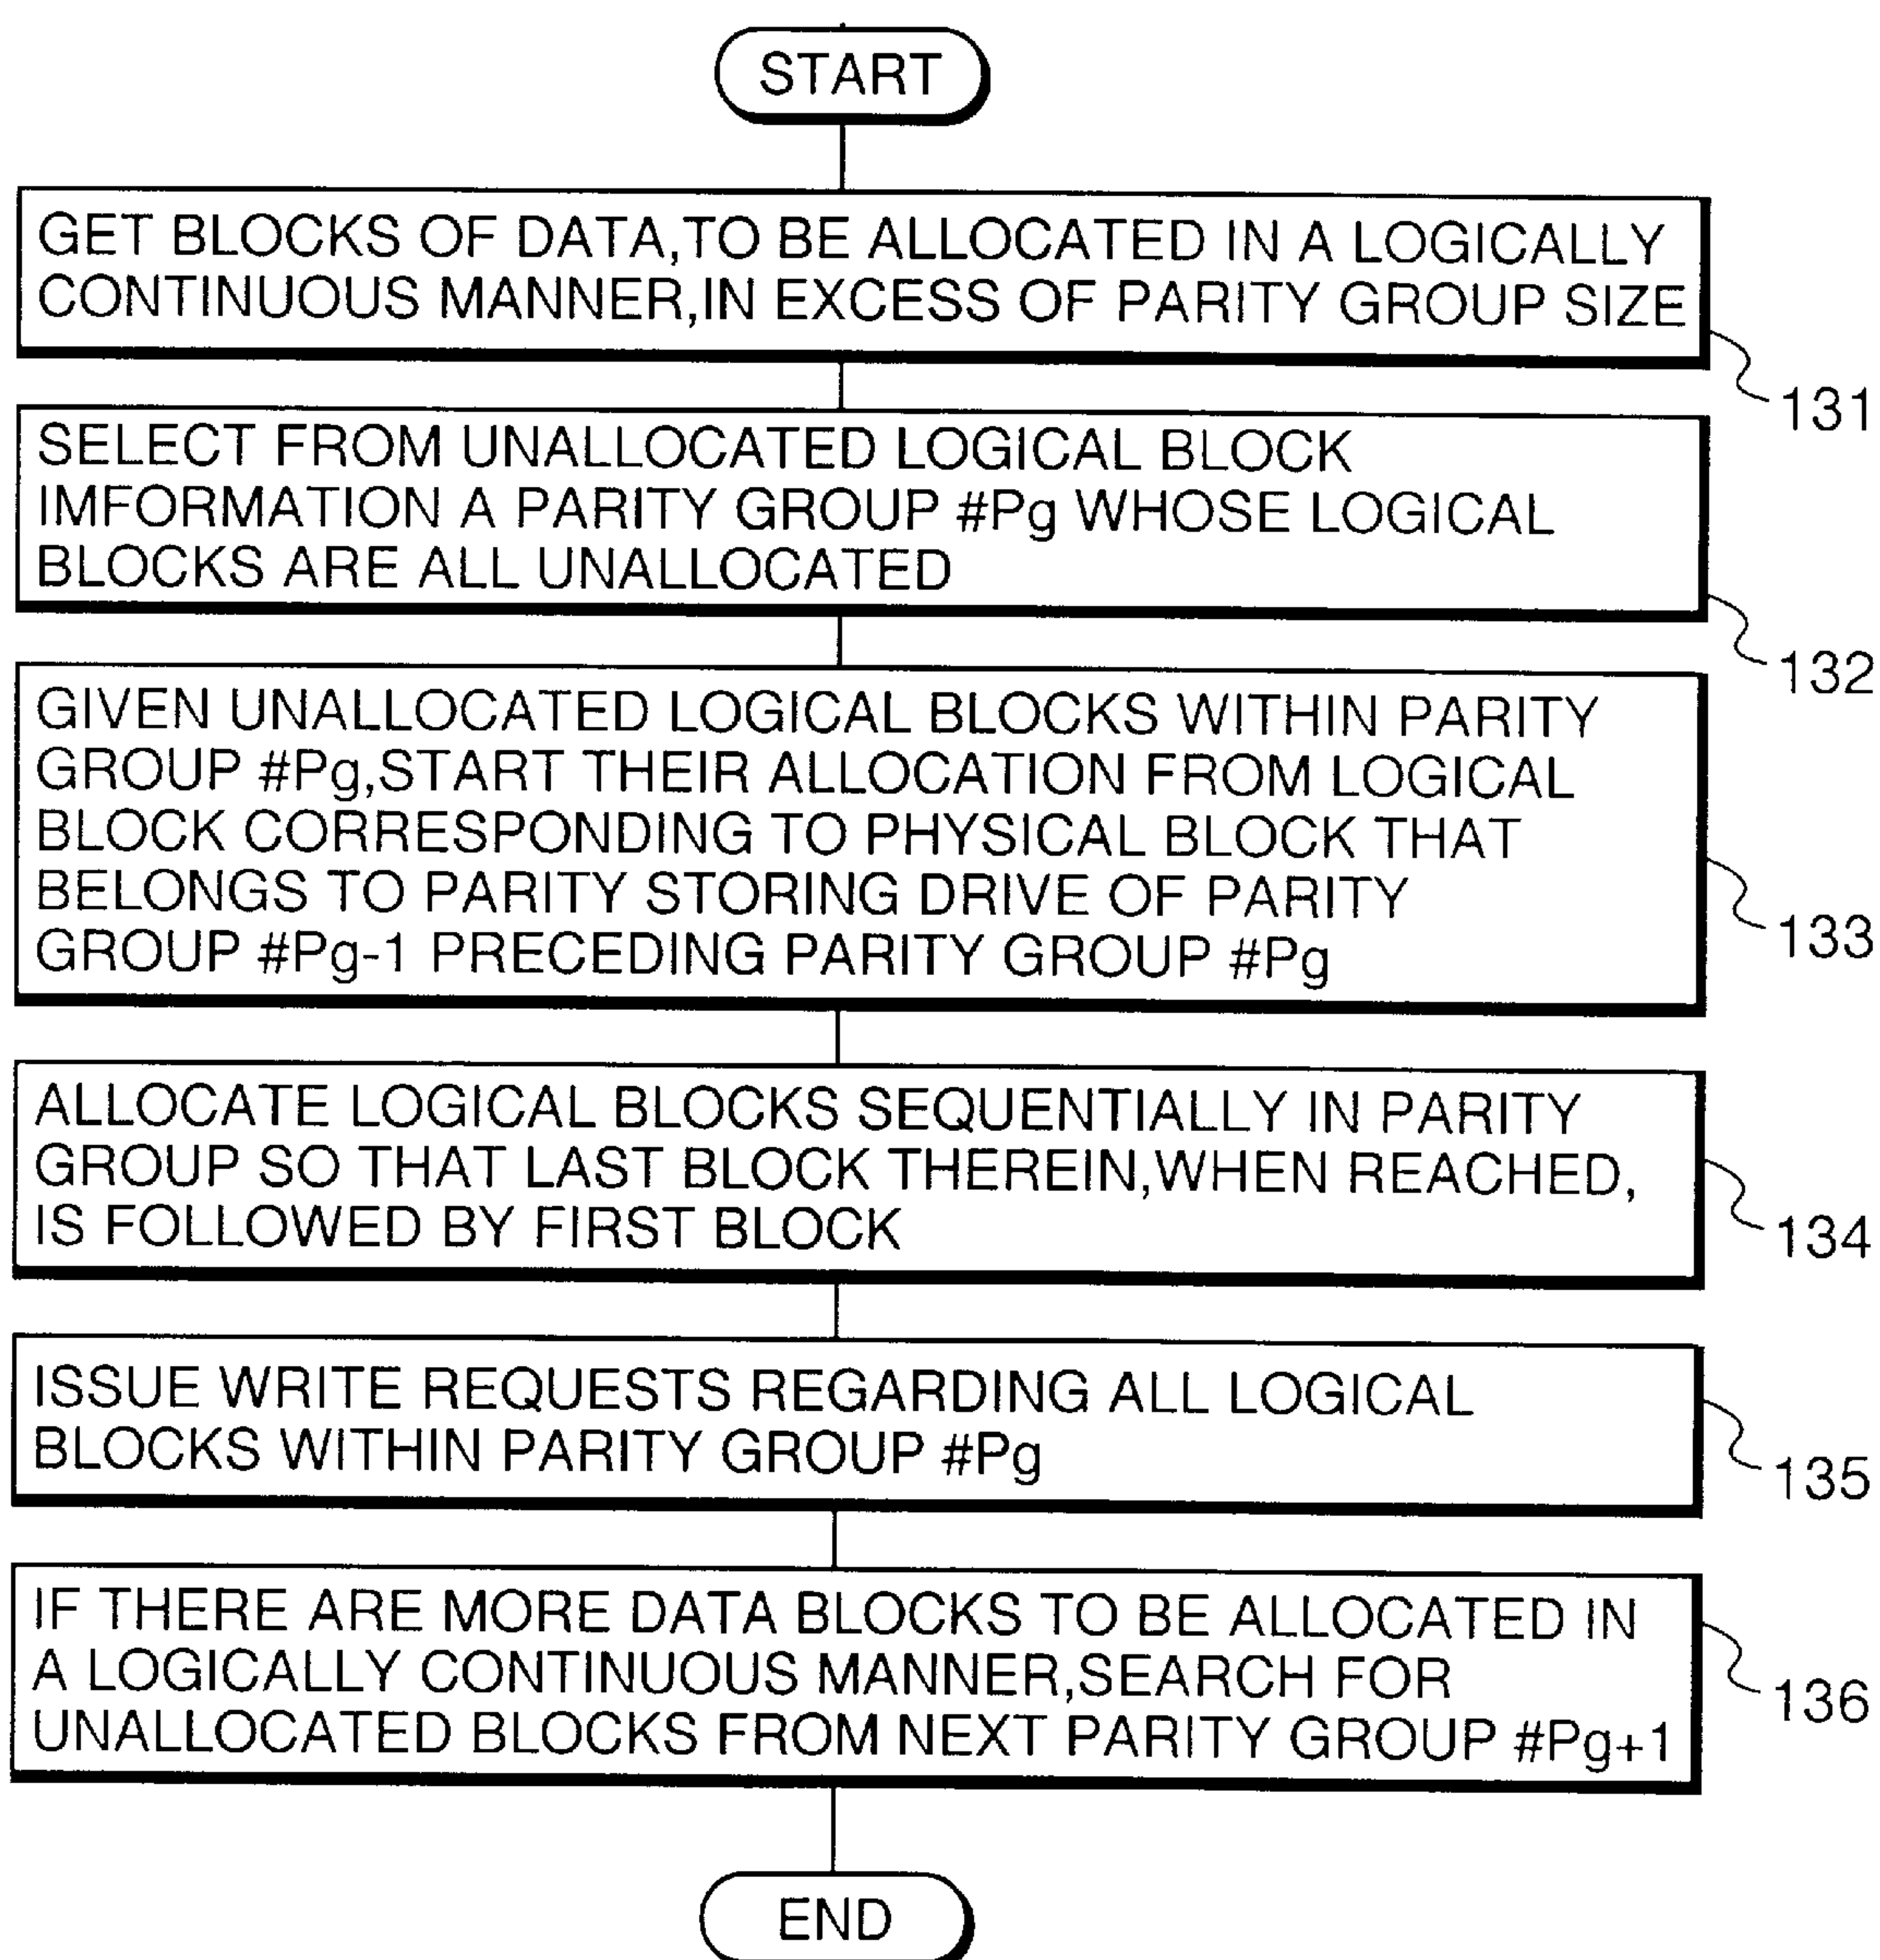 START
GET BLOCKS OF DATA,TO BE ALLOCATED IN A LOGICALLY
CONTINUOUS MANNER,IN EXCESS OF PARITY GROUP SIZE
131
SELECT FROM UNALLOCATED LOGICAL BLOCK
IMFORMATION A PARITY GROUP #Pg WHOSE LOGICAL
BLOCKS ARE ALL UNALLOCATED
132
GIVEN UNALLOCATED LOGICAL BLOCKS WITHIN PARITY
GROUP #Pg,START THEIR ALLOCATION FROM LOGICAL
BLOCK CORRESPONDING TO PHYSICAL BLOCK THAT
BELONGS TO PARITY STORING DRIVE OF PARITY
GROUP #Pg-1 PRECEDING PARITY GROUP #Pg
133
ALLOCATE LOGICAL BLOCKS SEQUENTIALLY IN PARITY
GROUP SO THAT LAST BLOCK THEREIN,WHEN REACHED,
IS FOLLOWED BY FIRST BLOCK
134
ISSUE WRITE REQUESTS REGARDING ALL LOGICAL
BLOCKS WITHIN PARITY GROUP #Pg
135
IF THERE ARE MORE DATA BLOCKS TO BE ALLOCATED IN
A LOGICALLY CONTINUOUS MANNER,SEARCH FOR
UNALLOCATED BLOCKS FROM NEXT PARITY GROUP #Pg+1
136
END